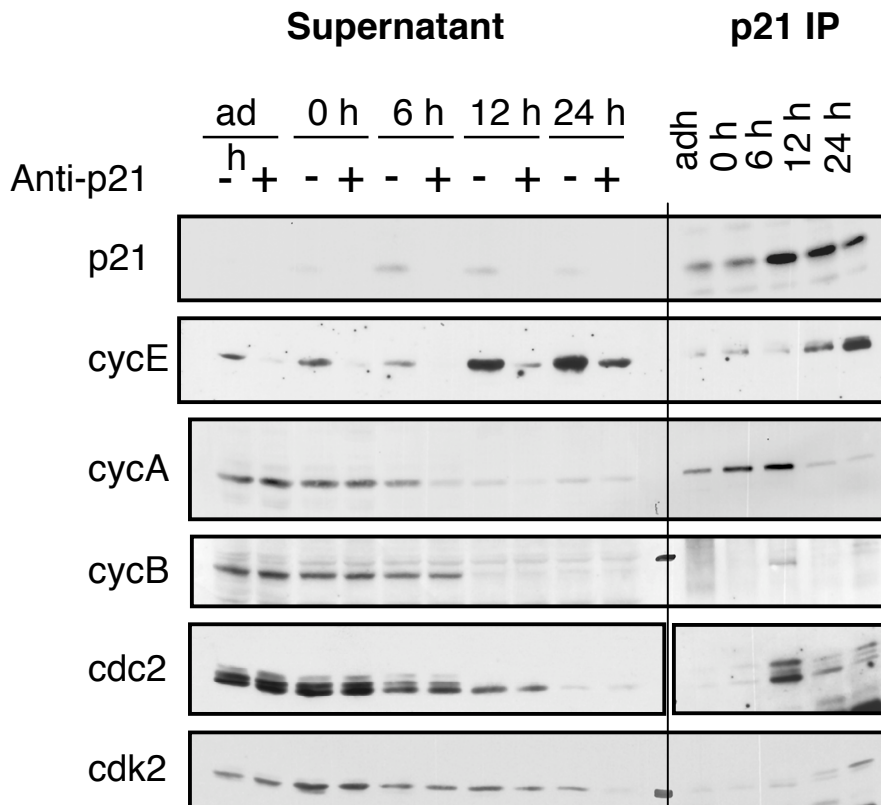 Supernatant p21 IP
ad 0 h 6 h 12 h 24 h adh 0 h 6 h 12 h 24 h
h
Anti-p21 - + - + - + - + - +
p21
cycE
cycA
cycB
cdc2
cdk2